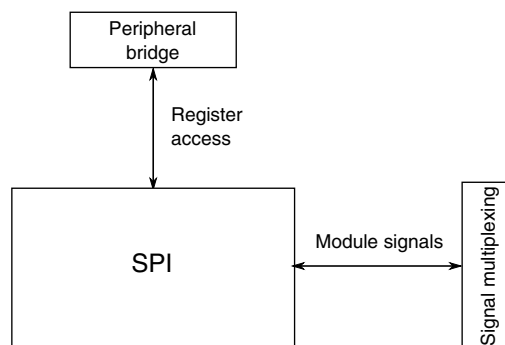 Peripheral
bridge
Register
access
SPI
Module signals
Signal multiplexing